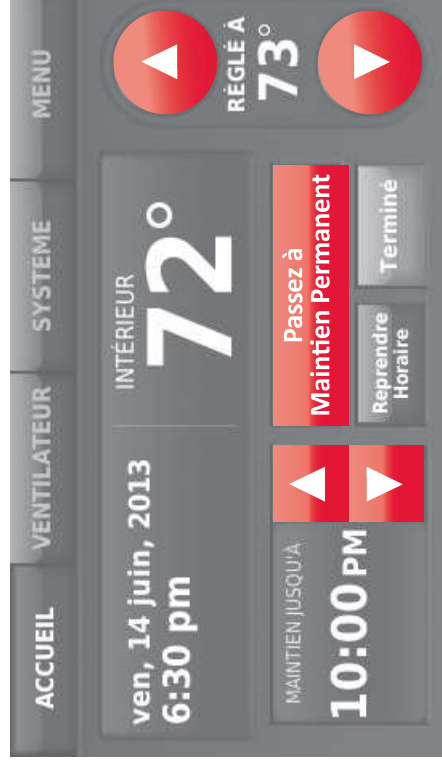 ACCUEIL
VENTILATEUR
SYSTÈME
MENU
ven, 14 juin, 2013
6:30 pm
INTÉRIEUR
72°
RÉGLÉ À
73°
MAINTIEN JUSQU'À
10:00 PM
Passez à
Maintien Permanent
Reprendre
Horaire
Terminé